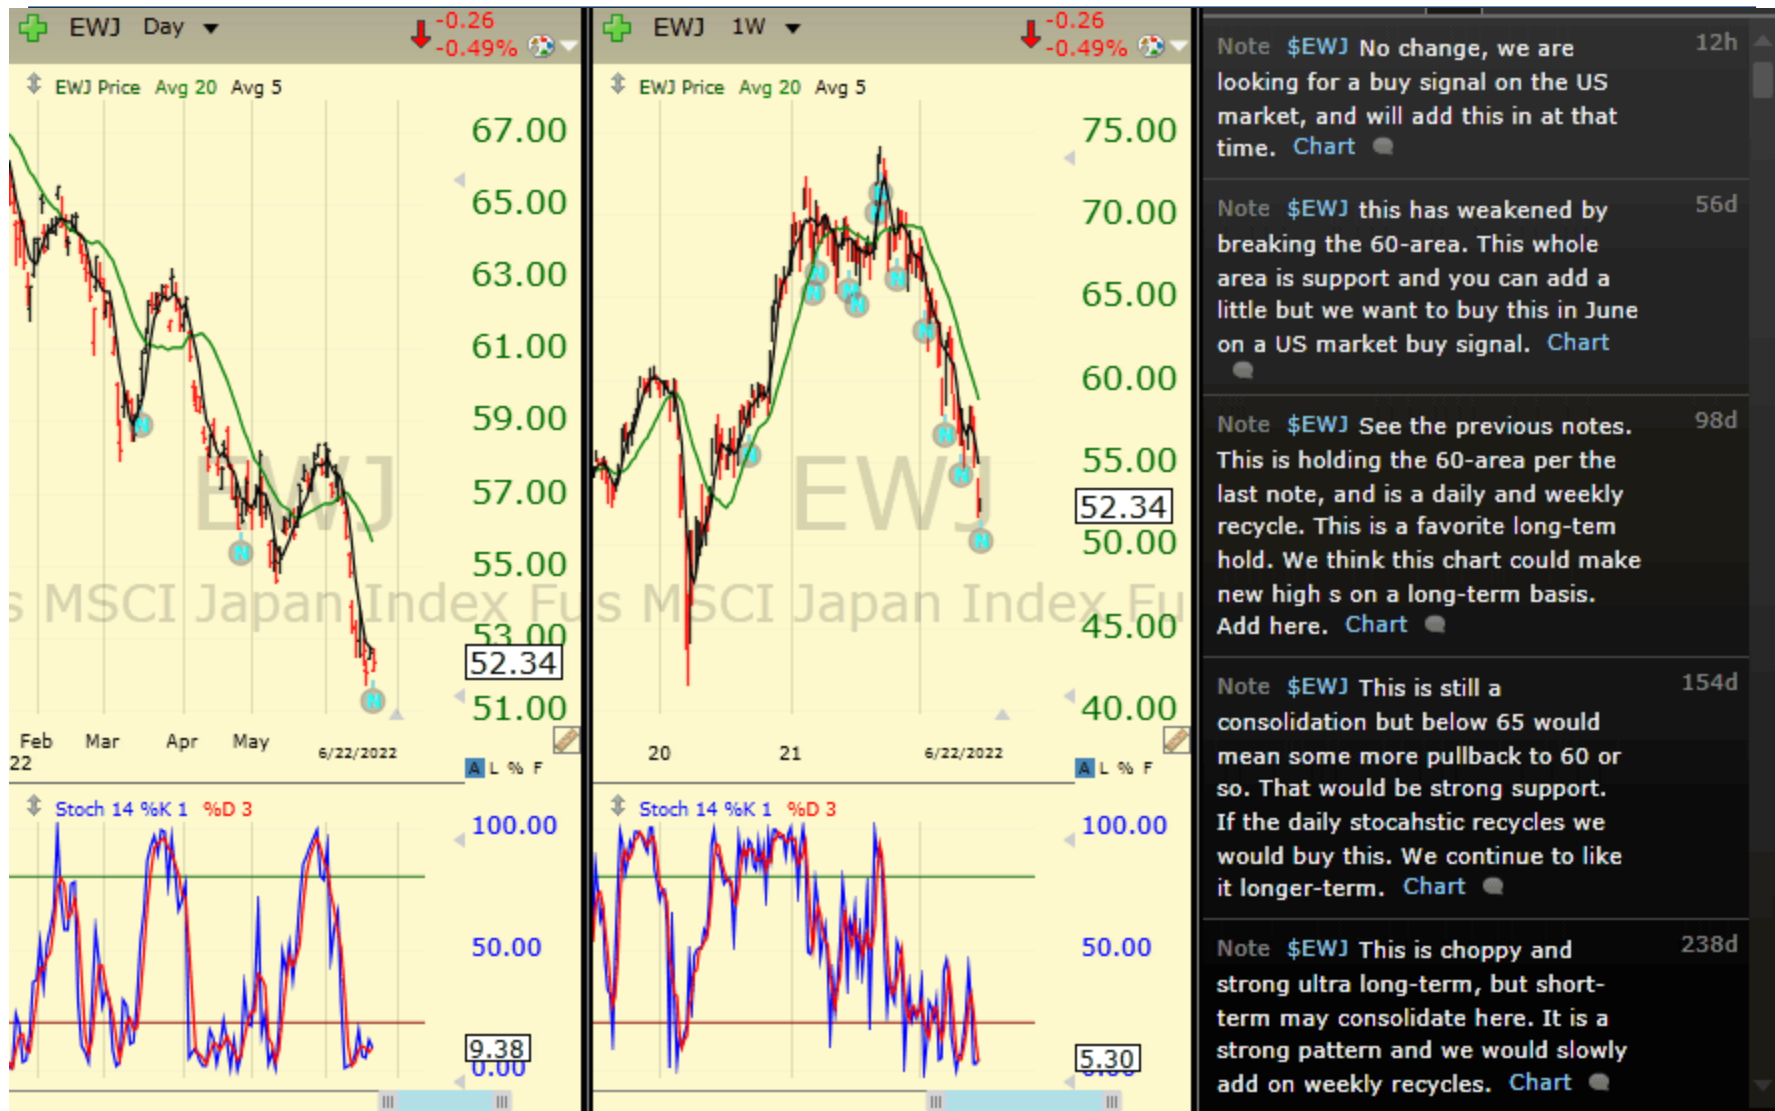 EWJ Day
-0.26
-0.49%
EWJ Price Avg 20 Avg 5
67.00
65.00
63.00
61.00
59.00
57.00
55.00
53.00
52.34
51.00
EWJ
s MSCI Japan Index Fu
N
N
N
Feb Mar Apr May 6/22/2022
22
A L % F
Stoch 14 %K 1 %D 3
100.00
50.00
9.38
0.00
EWJ 1W
-0.26
-0.49%
EWJ Price Avg 20 Avg 5
75.00
70.00
65.00
60.00
55.00
52.34
50.00
45.00
40.00
EWJ
s MSCI Japan Index Fu
N
N
N
N
N
N
N
N
N
N
N
N
20 21 6/22/2022
A L % F
Stoch 14 %K 1 %D 3
100.00
50.00
5.30
Note $EWJ No change, we are 12h
looking for a buy signal on the US
market, and will add this in at that
time. Chart
Note $EWJ this has weakened by 56d
breaking the 60-area. This whole
area is support and you can add a
little but we want to buy this in June
on a US market buy signal. Chart
Note $EWJ See the previous notes. 98d
This is holding the 60-area per the
last note, and is a daily and weekly
recycle. This is a favorite long-tem
hold. We think this chart could make
new high s on a long-term basis.
Add here. Chart
Note $EWJ This is still a 154d
consolidation but below 65 would
mean some more pullback to 60 or
so. That would be strong support.
If the daily stocahstic recycles we
would buy this. We continue to like
it longer-term. Chart
Note $EWJ This is choppy and 238d
strong ultra long-term, but short-
term may consolidate here. It is a
strong pattern and we would slowly
add on weekly recycles. Chart